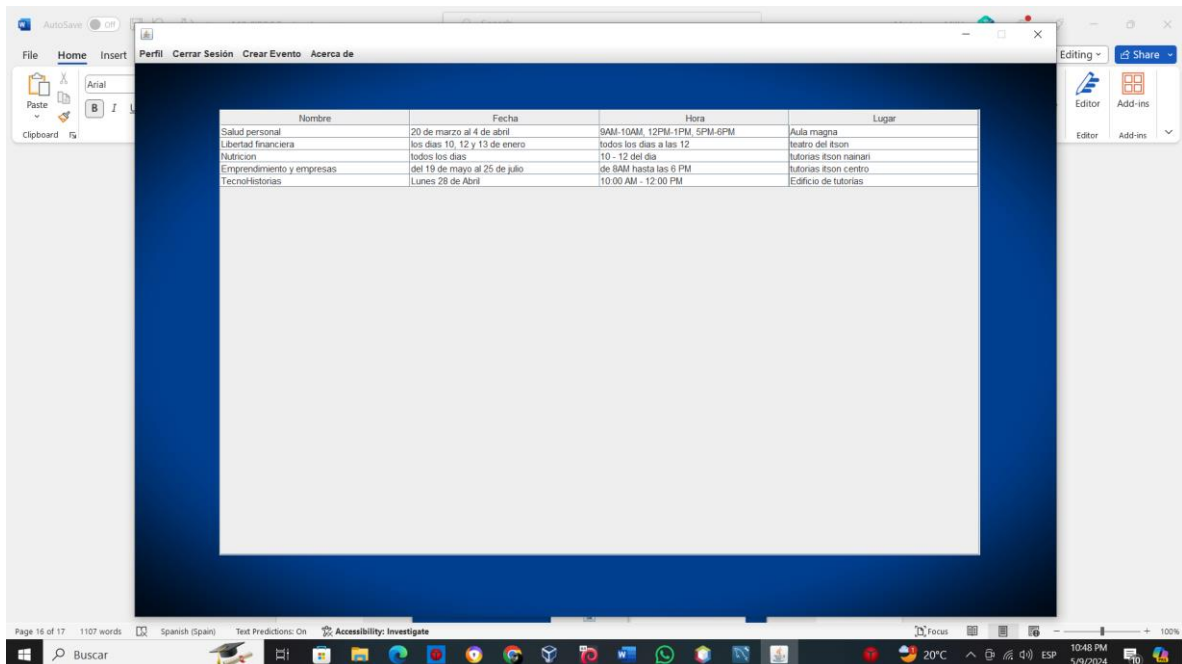 AutoSave Off
File Home Insert
Perfil Cerrar Sesión Crear Evento Acerca de
Editing Share
Paste
Arial
B I U
Editor Add-ins
Clipboard
Editor Add-ins
Nombre Fecha Hora Lugar
Salud personal 20 de marzo al 4 de abril 9AM-10AM, 12PM-1PM, 5PM-6PM Aula magna
Libertad financiera los dias 10, 12 y 13 de enero todos los dias a las 12 teatro del itson
Nutricion todos los dias 10 - 12 del dia tutorias itson nainari
Emprendimiento y empresas del 19 de mayo al 25 de julio de 8AM hasta las 6 PM tutorias itson centro
TecnoHistorias Lunes 28 de Abril 10:00 AM - 12:00 PM Edificio de tutorías
Page 16 of 17 1107 words Spanish (Spain) Text Predictions: On Accessibility: Investigate Focus 100%
Buscar 20°C ESP 10:48 PM
5/9/2024